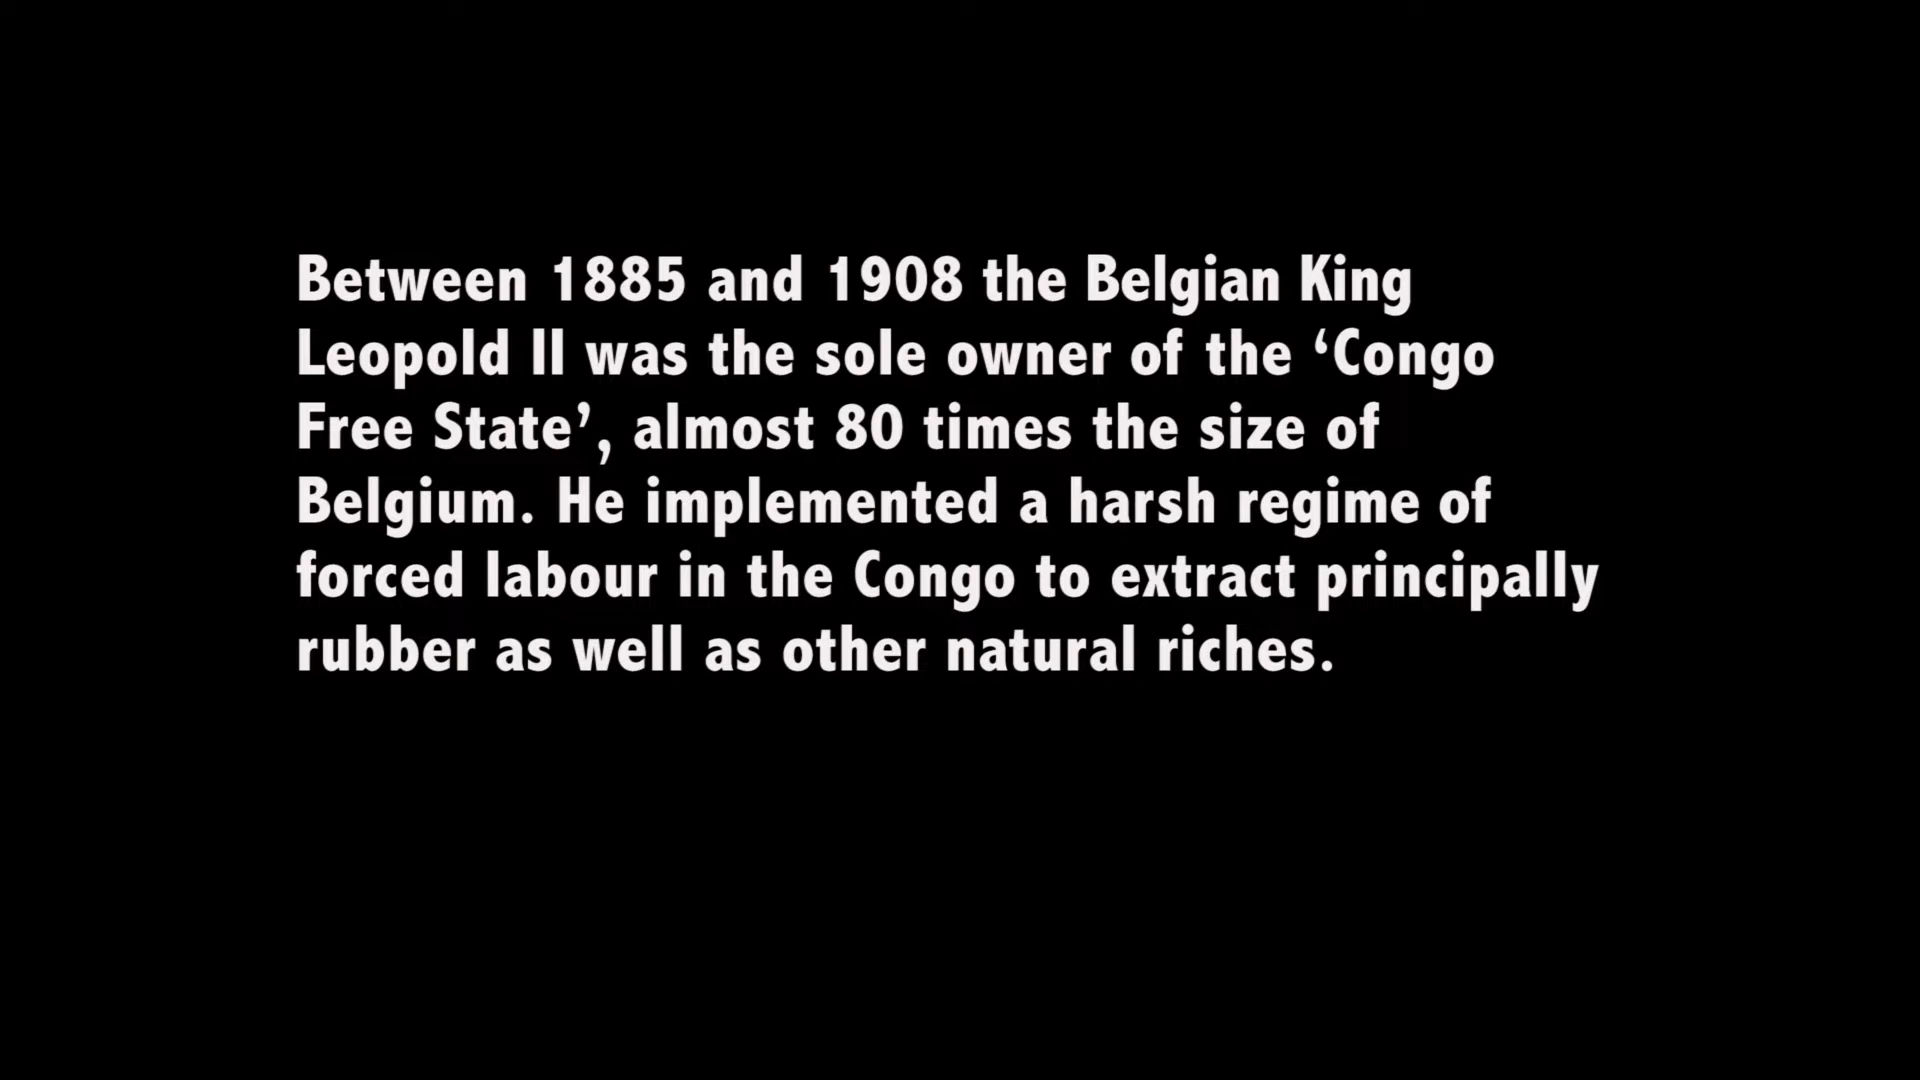 Between 1885 and 1908 the Belgian King
Leopold II was the sole owner of the ‘Congo
Free State’, almost 80 times the size of
Belgium. He implemented a harsh regime of
forced labour in the Congo to extract principally
rubber as well as other natural riches.